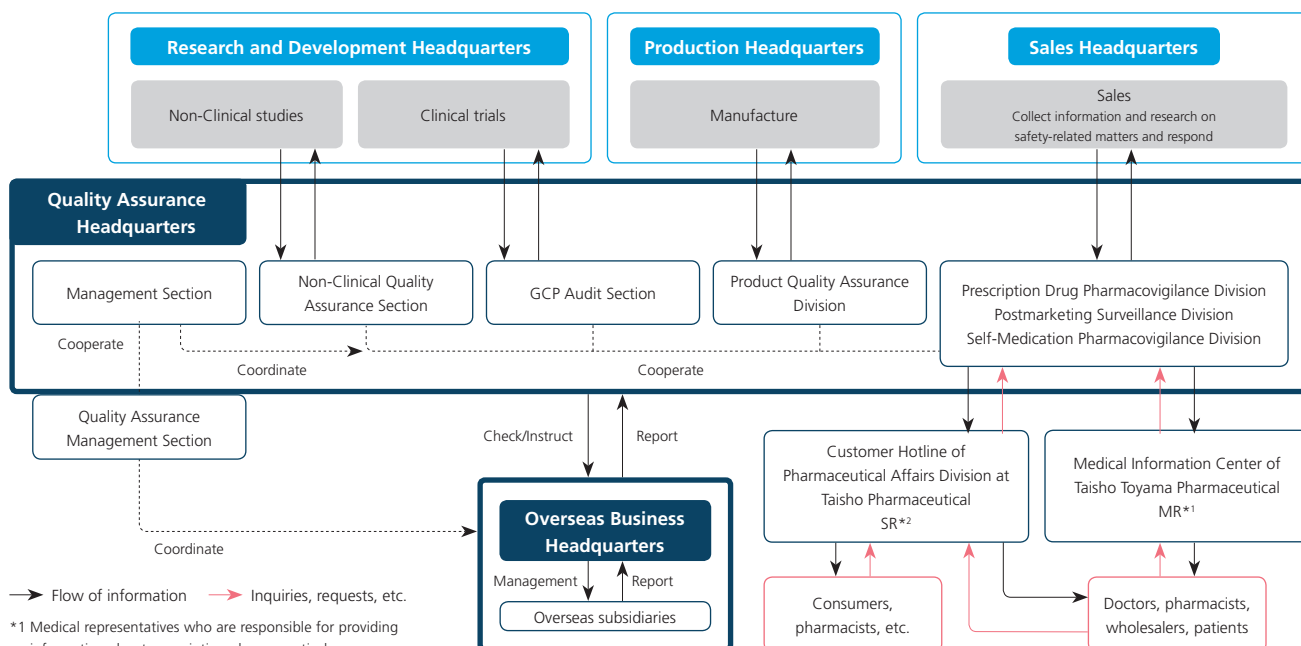 Research and Development Headquarters
Production Headquarters
Sales Headquarters
Non-Clinical studies
Clinical trials
Manufacture
Sales
Collect information and research on
safety-related matters and respond
Quality Assurance
Headquarters
Management Section
Non-Clinical Quality
Assurance Section
GCP Audit Section
Product Quality Assurance
Division
Prescription Drug Pharmacovigilance Division
Postmarketing Surveillance Division
Self-Medication Pharmacovigilance Division
Cooperate
Coordinate
Cooperate
Quality Assurance
Management Section
Check/Instruct
Report
Customer Hotline of
Pharmaceutical Affairs Division at
Taisho Pharmaceutical
SR*2
Medical Information Center of
Taisho Toyama Pharmaceutical
MR*1
Overseas Business
Headquarters
Coordinate
Management
Report
Overseas subsidiaries
Consumers,
pharmacists, etc.
Doctors, pharmacists,
wholesalers, patients
Flow of information
Inquiries, requests, etc.
*1 Medical representatives who are responsible for providing